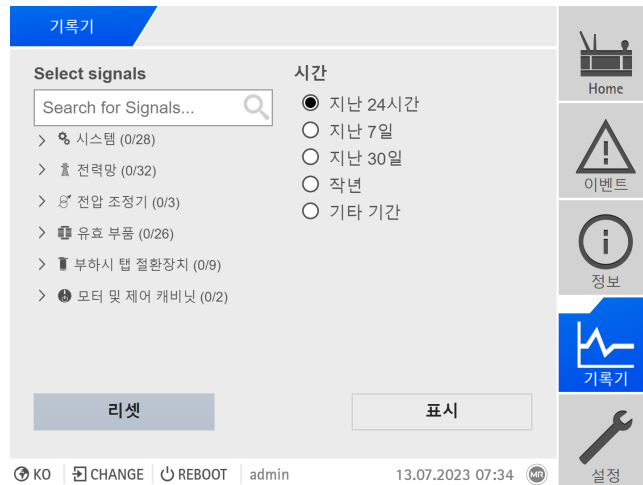 기록기
Select signals
Search for Signals...
시스템 (0/28)
전력망 (0/32)
전압 조정기 (0/3)
유효 부품 (0/26)
부하시 탭 절환장치 (0/9)
모터 및 제어 캐비닛 (0/2)
시간
지난 24시간
지난 7일
지난 30일
작년
기타 기간
리셋
표시
Home
이벤트
정보
기록기
설정
KO CHANGE REBOOT admin 13.07.2023 07:34 MR